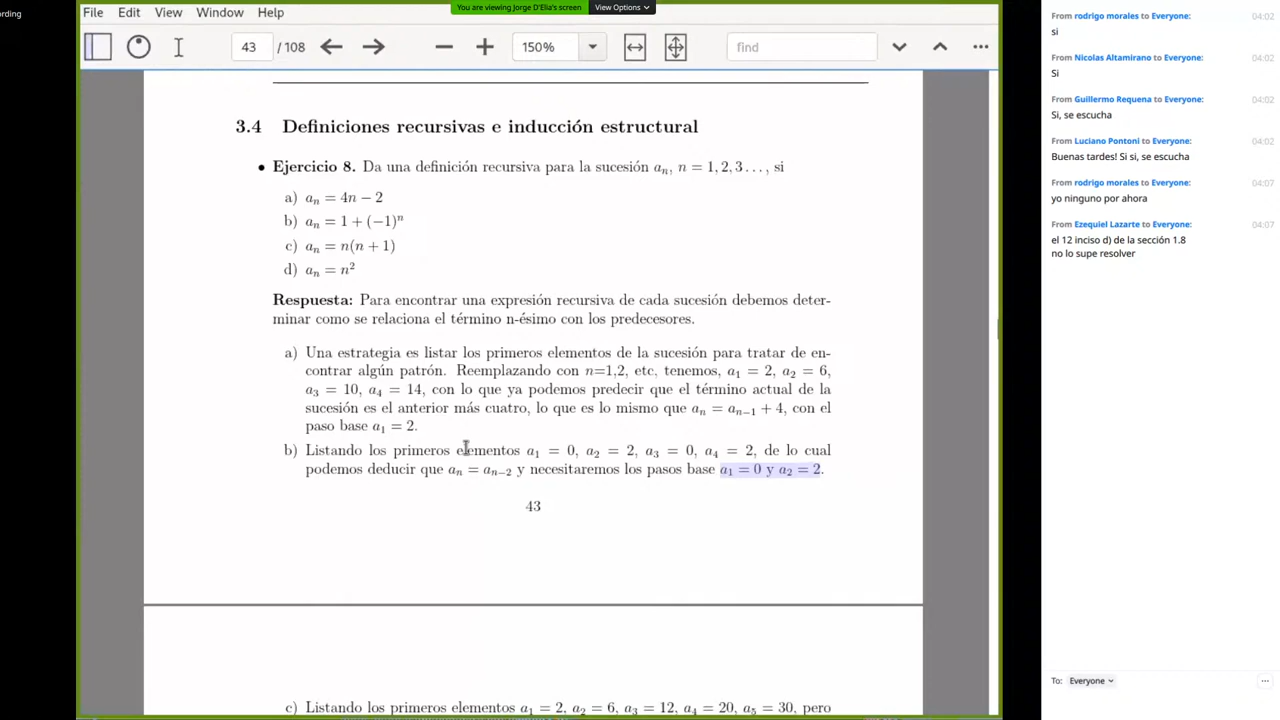 ording
You are viewing Jorge D'Elia's screen
View Options
File Edit View Window Help
43 / 108 150% find
3.4 Definiciones recursivas e inducción estructural
• Ejercicio 8. Da una definición recursiva para la sucesión aₙ, n = 1, 2, 3 . . . , si
a) aₙ = 4n − 2
b) aₙ = 1 + (−1)ⁿ
c) aₙ = n(n + 1)
d) aₙ = n²
Respuesta: Para encontrar una expresión recursiva de cada sucesión debemos deter-
minar como se relaciona el término n-ésimo con los predecesores.
a) Una estrategia es listar los primeros elementos de la sucesión para tratar de en-
contrar algún patrón. Reemplazando con n=1,2, etc, tenemos, a₁ = 2, a₂ = 6,
a₃ = 10, a₄ = 14, con lo que ya podemos predecir que el término actual de la
sucesión es el anterior más cuatro, lo que es lo mismo que aₙ = aₙ₋₁ + 4, con el
paso base a₁ = 2.
b) Listando los primeros elementos a₁ = 0, a₂ = 2, a₃ = 0, a₄ = 2, de lo cual
podemos deducir que aₙ = aₙ₋₂ y necesitaremos los pasos base a₁ = 0 y a₂ = 2.
43
c) Listando los primeros elementos a₁ = 2, a₂ = 6, a₃ = 12, a₄ = 20, a₅ = 30, pero
From rodrigo morales to Everyone: 04:02
si
From Nicolas Altamirano to Everyone: 04:02
Si
From Guillermo Requena to Everyone: 04:02
Si, se escucha
From Luciano Pontoni to Everyone: 04:02
Buenas tardes! Si si, se escucha
From rodrigo morales to Everyone: 04:07
yo ninguno por ahora
From Ezequiel Lazarte to Everyone: 04:07
el 12 inciso d) de la sección 1.8
no lo supe resolver
To: Everyone